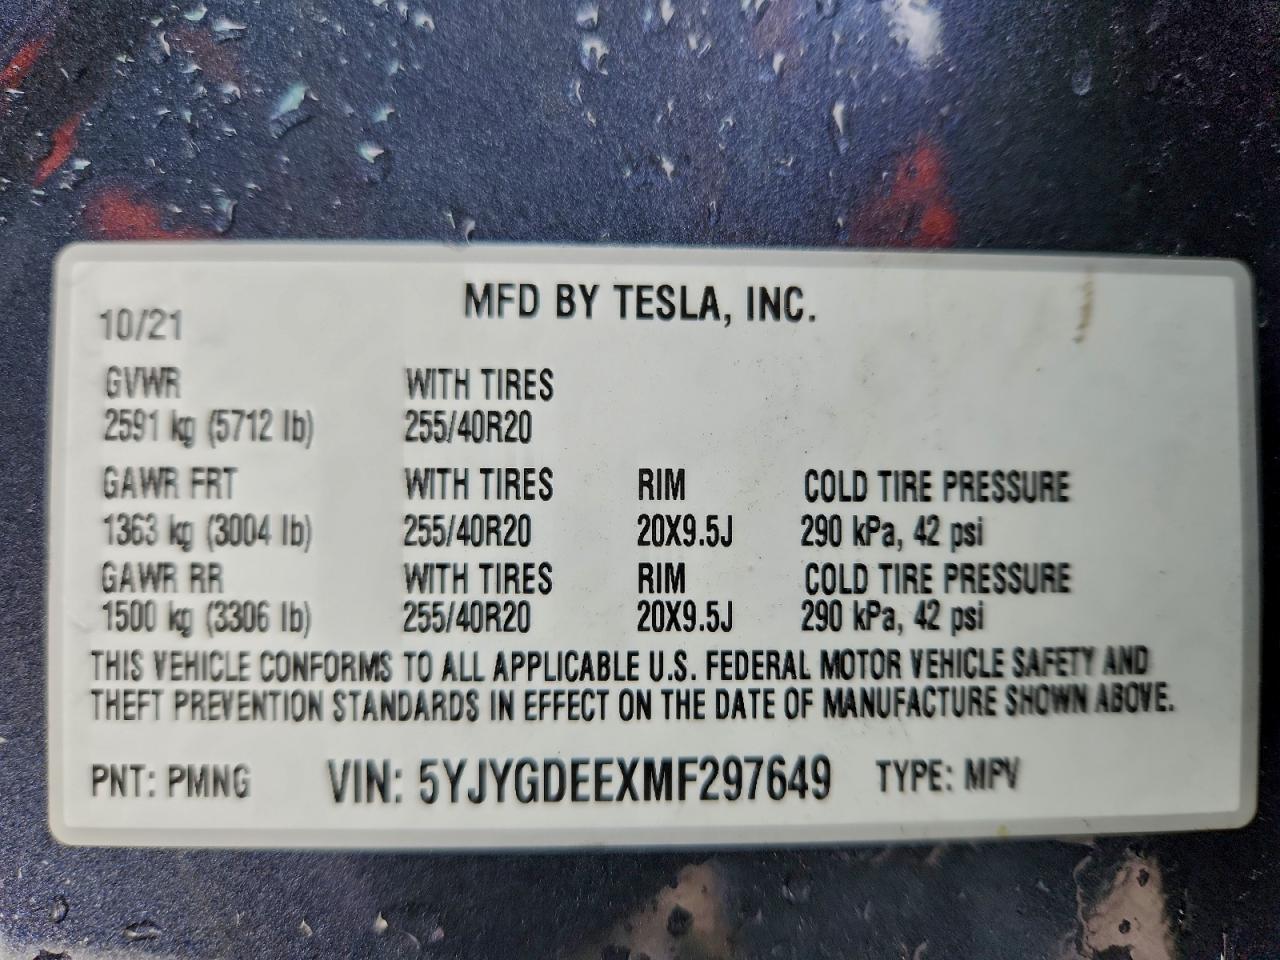 MFD BY TESLA, INC.
10/21
GVWR WITH TIRES
2591 kg (5712 lb) 255/40R20
GAWR FRT WITH TIRES RIM COLD TIRE PRESSURE
1363 kg (3004 lb) 255/40R20 20X9.5J 290 kPa, 42 psi
GAWR RR WITH TIRES RIM COLD TIRE PRESSURE
1500 kg (3306 lb) 255/40R20 20X9.5J 290 kPa, 42 psi
THIS VEHICLE CONFORMS TO ALL APPLICABLE U.S. FEDERAL MOTOR VEHICLE SAFETY AND
THEFT PREVENTION STANDARDS IN EFFECT ON THE DATE OF MANUFACTURE SHOWN ABOVE.
PNT: PMNG VIN: 5YJYGDEEXMF297649 TYPE: MPV